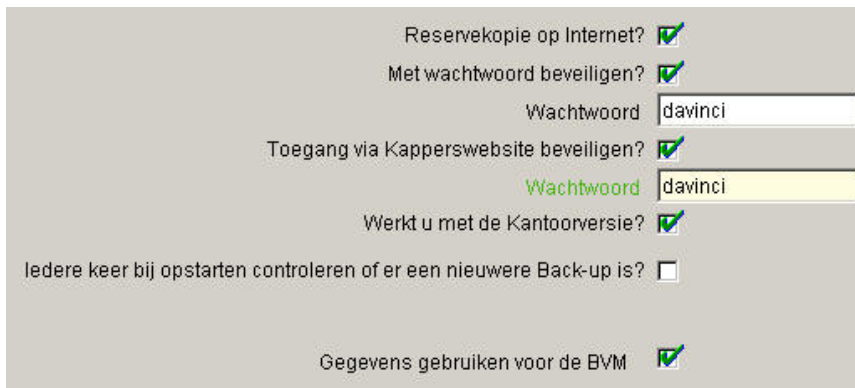 Reservekopie op Internet?
Met wachtwoord beveiligen?
Wachtwoord davinci
Toegang via Kapperswebsite beveiligen?
Wachtwoord davinci
Werkt u met de Kantoorversie?
Iedere keer bij opstarten controleren of er een nieuwere Back-up is?
Gegevens gebruiken voor de BVM